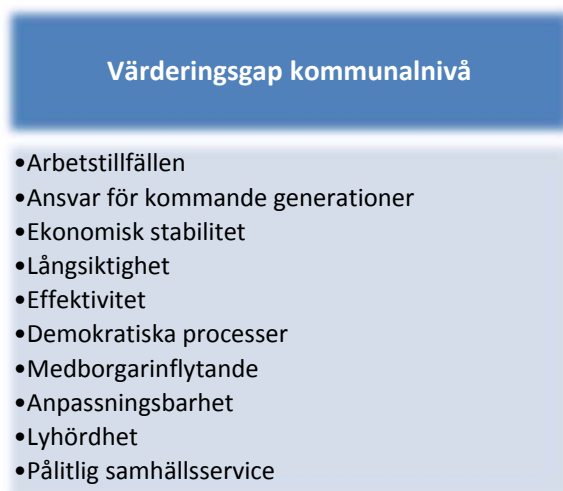 Värderingsgap kommunalnivå
•Arbetstillfällen
•Ansvar för kommande generationer
•Ekonomisk stabilitet
•Långsiktighet
•Effektivitet
•Demokratiska processer
•Medborgarinflytande
•Anpassningsbarhet
•Lyhördhet
•Pålitlig samhällsservice